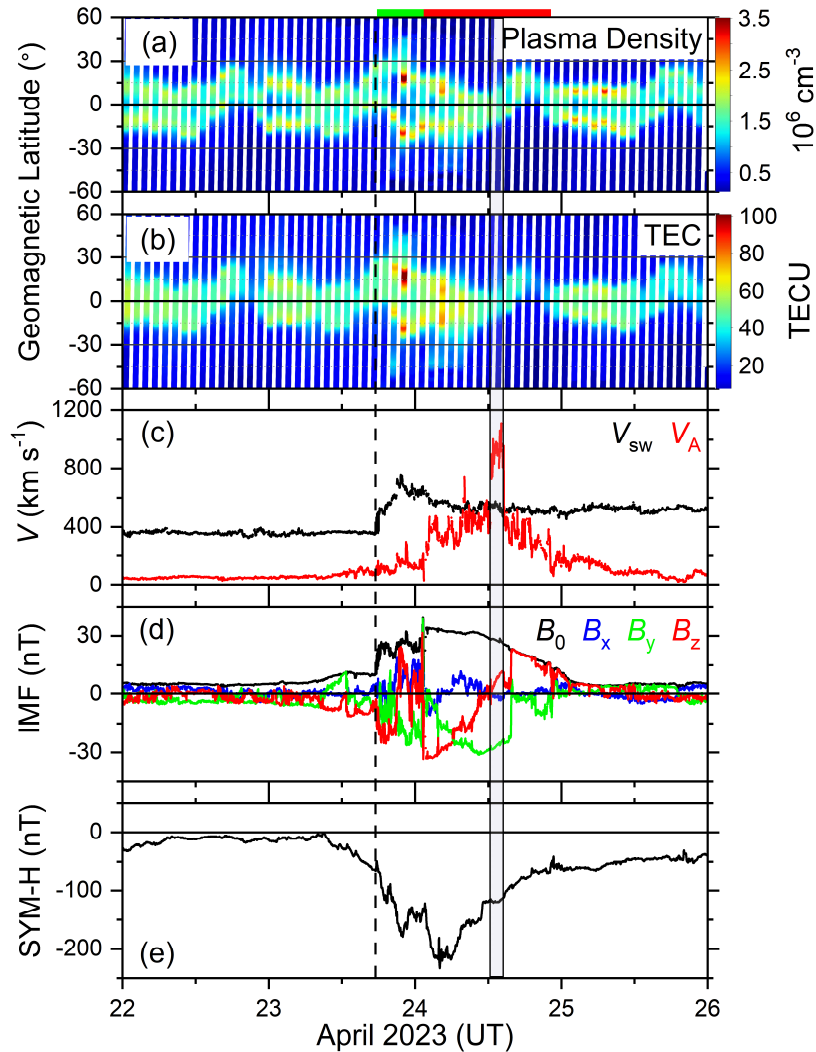 (a)
Plasma Density
60
30
0
-30
-60
3.5
2.5
1.5
0.5
10⁶ cm⁻³
Geomagnetic Latitude (°)
(b)
TEC
60
30
0
-30
-60
100
80
60
40
20
TECU
(c)
V_sw V_A
1200
800
400
0
V (km s⁻¹)
(d)
B₀ Bₓ B_y B_z
30
0
-30
IMF (nT)
0
-100
-200
SYM-H (nT)
(e)
22 23 24 25 26
April 2023 (UT)